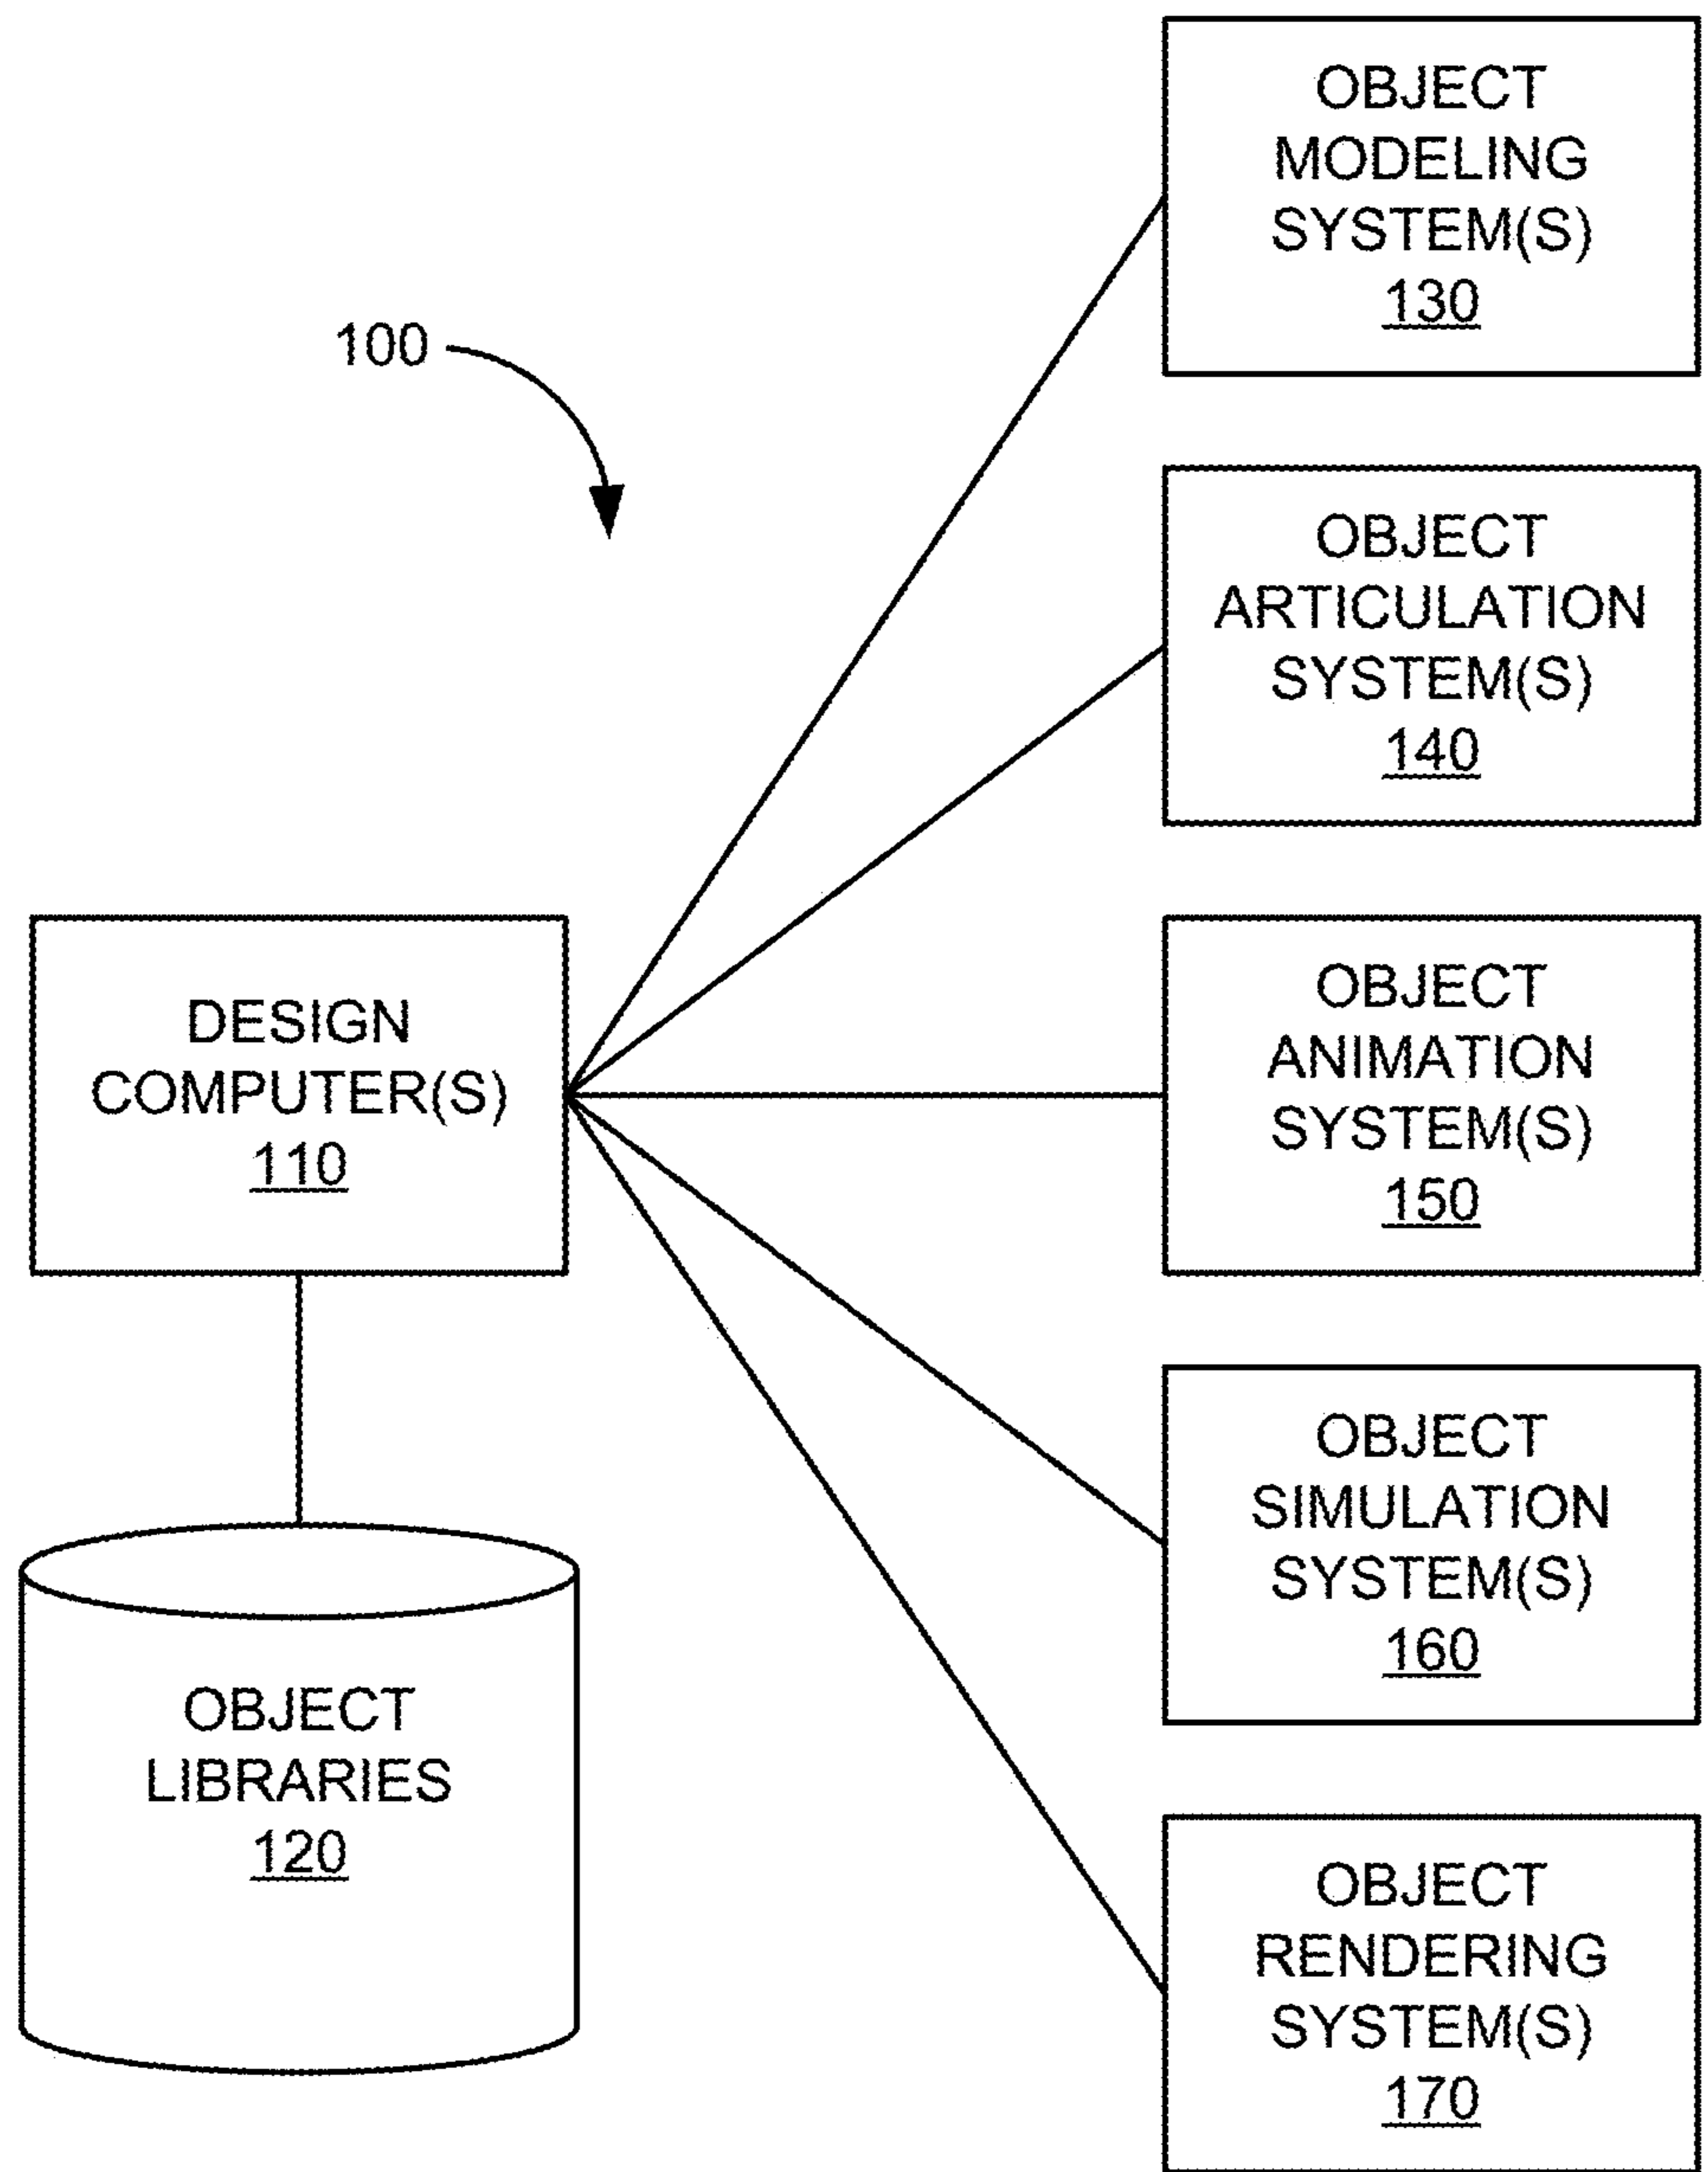 100
OBJECT
MODELING
SYSTEM(S)
130
OBJECT
ARTICULATION
SYSTEM(S)
140
DESIGN
COMPUTER(S)
110
OBJECT
ANIMATION
SYSTEM(S)
150
OBJECT
SIMULATION
SYSTEM(S)
160
OBJECT
LIBRARIES
120
OBJECT
RENDERING
SYSTEM(S)
170